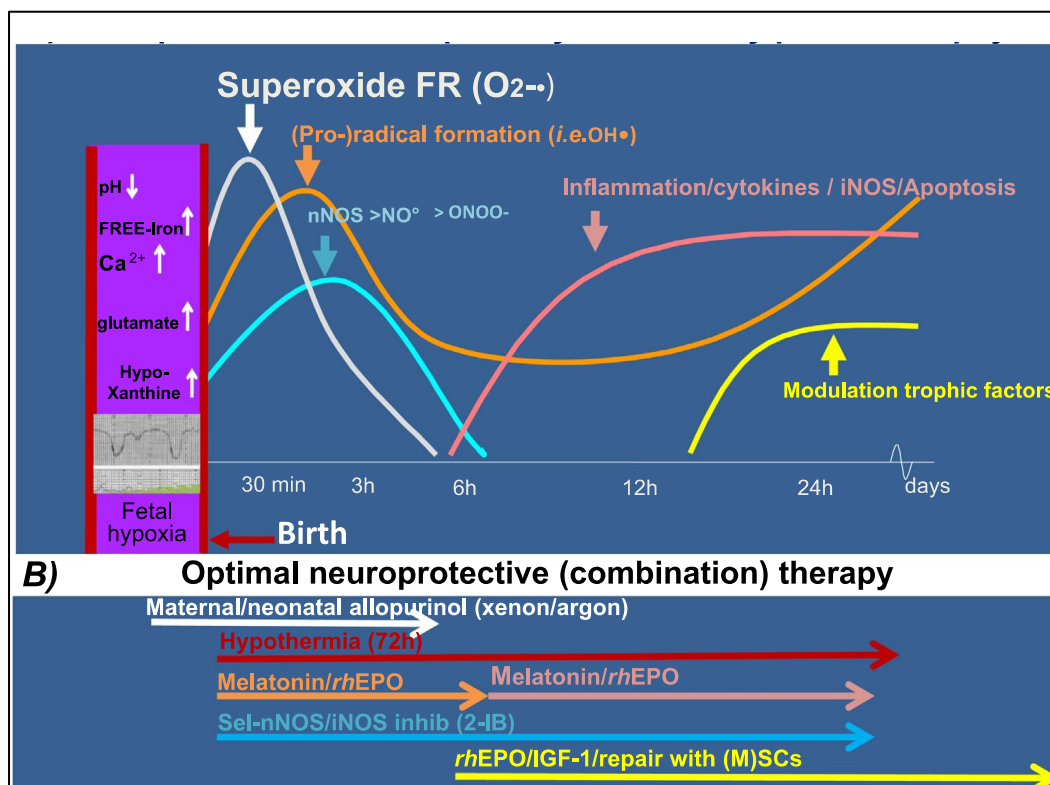 Superoxide FR (O2-•)
(Pro-)radical formation (i.e.OH•)
Inflammation/cytokines / iNOS/Apoptosis
nNOS >NO° > ONOO-
pH
FREE-Iron
Ca2+
glutamate
Hypo-
Xanthine
Modulation trophic factors
30 min 3h 6h 12h 24h days
Fetal
hypoxia
Birth
B) Optimal neuroprotective (combination) therapy
Maternal/neonatal allopurinol (xenon/argon)
Hypothermia (72h)
Melatonin/rhEPO Melatonin/rhEPO
Sel-nNOS/iNOS inhib (2-IB)
rhEPO/IGF-1/repair with (M)SCs